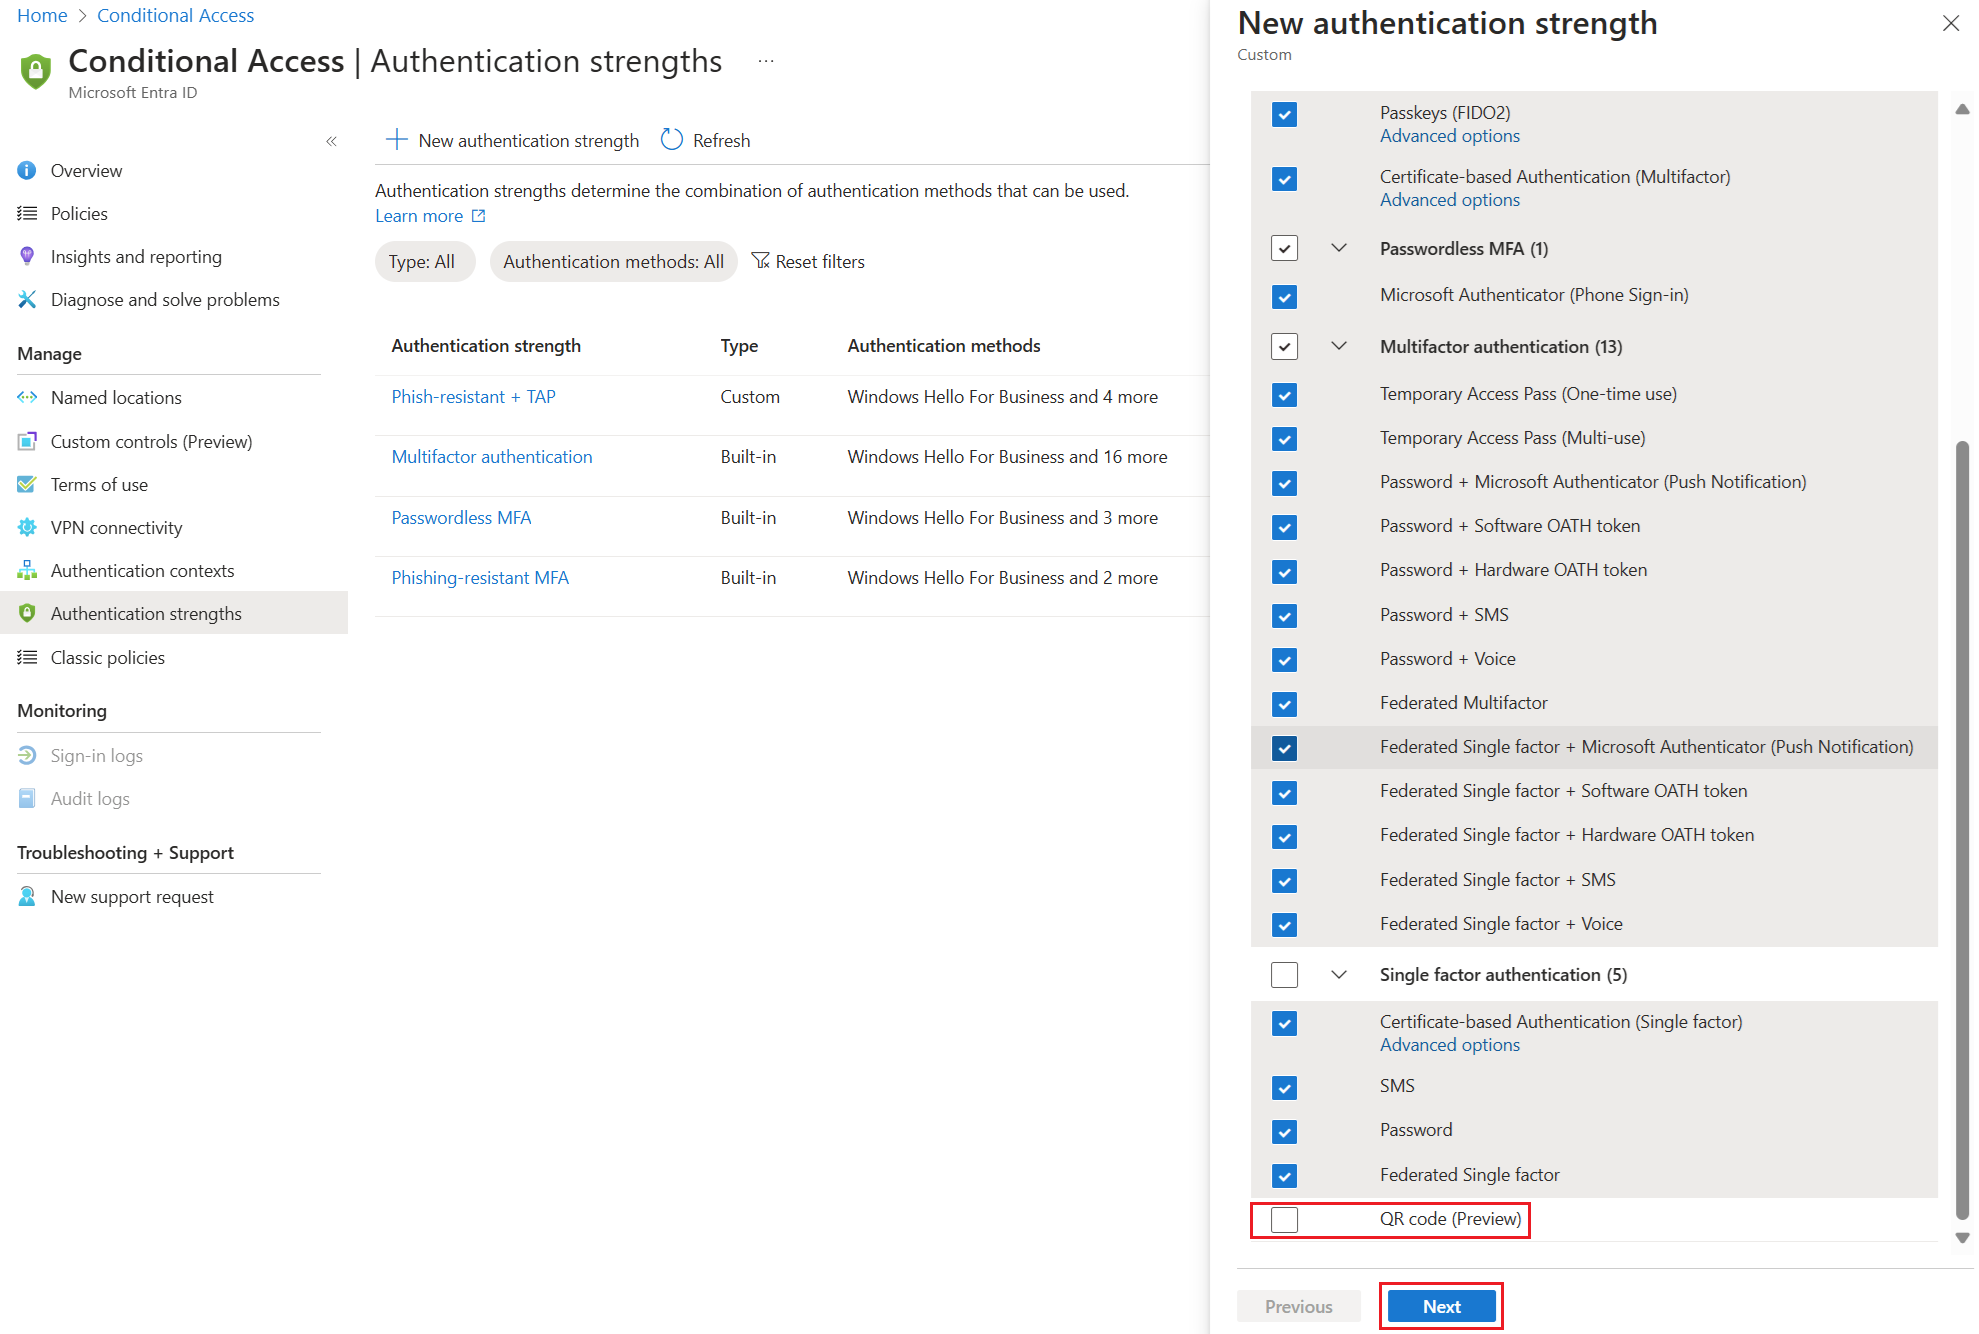 Home > Conditional Access
Conditional Access | Authentication strengths ...
Microsoft Entra ID
«
Overview
Policies
Insights and reporting
Diagnose and solve problems
Manage
Named locations
Custom controls (Preview)
Terms of use
VPN connectivity
Authentication contexts
Authentication strengths
Classic policies
Monitoring
Sign-in logs
Audit logs
Troubleshooting + Support
New support request
New authentication strength Refresh
Authentication strengths determine the combination of authentication methods that can be used.
Learn more
Type: All Authentication methods: All Reset filters
Authentication strength Type Authentication methods
Phish-resistant + TAP Custom Windows Hello For Business and 4 more
Multifactor authentication Built-in Windows Hello For Business and 16 more
Passwordless MFA Built-in Windows Hello For Business and 3 more
Phishing-resistant MFA Built-in Windows Hello For Business and 2 more
New authentication strength
Custom
Passkeys (FIDO2)
Advanced options
Certificate-based Authentication (Multifactor)
Advanced options
Passwordless MFA (1)
Microsoft Authenticator (Phone Sign-in)
Multifactor authentication (13)
Temporary Access Pass (One-time use)
Temporary Access Pass (Multi-use)
Password + Microsoft Authenticator (Push Notification)
Password + Software OATH token
Password + Hardware OATH token
Password + SMS
Password + Voice
Federated Multifactor
Federated Single factor + Microsoft Authenticator (Push Notification)
Federated Single factor + Software OATH token
Federated Single factor + Hardware OATH token
Federated Single factor + SMS
Federated Single factor + Voice
Single factor authentication (5)
Certificate-based Authentication (Single factor)
Advanced options
SMS
Password
Federated Single factor
QR code (Preview)
Previous Next